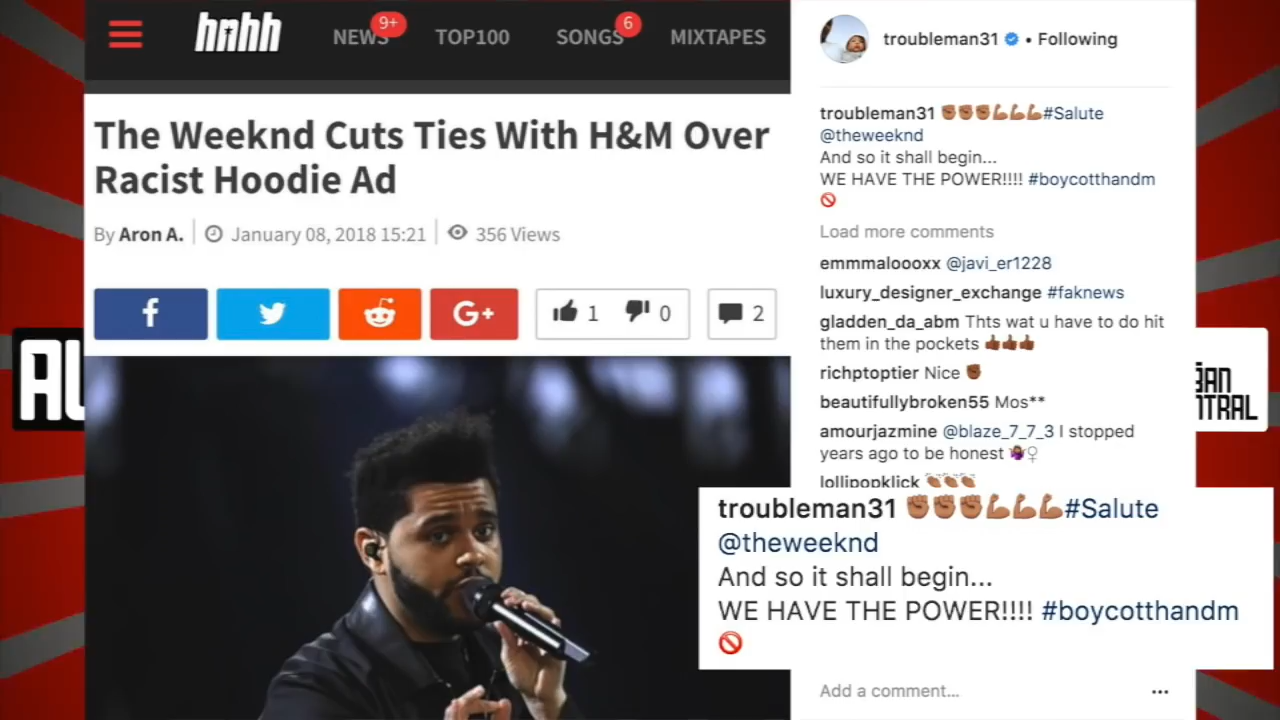 hnhh
NEWS
9+
TOP100
SONGS
6
MIXTAPES
The Weeknd Cuts Ties With H&M Over
Racist Hoodie Ad
By Aron A.
January 08, 2018 15:21
356 Views
f
G+
1
0
2
troubleman31 • Following
troubleman31 ✊🏾✊🏾✊🏾💪🏾💪🏾💪🏾#Salute
@theweeknd
And so it shall begin...
WE HAVE THE POWER!!!! #boycotthandm
🚫
Load more comments
emmmaloooxx @javi_er1228
luxury_designer_exchange #faknews
gladden_da_abm Thts wat u have to do hit
them in the pockets 👍🏾👍🏾👍🏾
richptoptier Nice ✊🏾
beautifullybroken55 Mos**
amourjazmine @blaze_7_7_3 I stopped
years ago to be honest 🤷🏾♀
lollipopklick 👏🏾👏🏾👏🏾
troubleman31 ✊🏾✊🏾✊🏾💪🏾💪🏾💪🏾#Salute
@theweeknd
And so it shall begin...
WE HAVE THE POWER!!!! #boycotthandm
🚫
Add a comment...